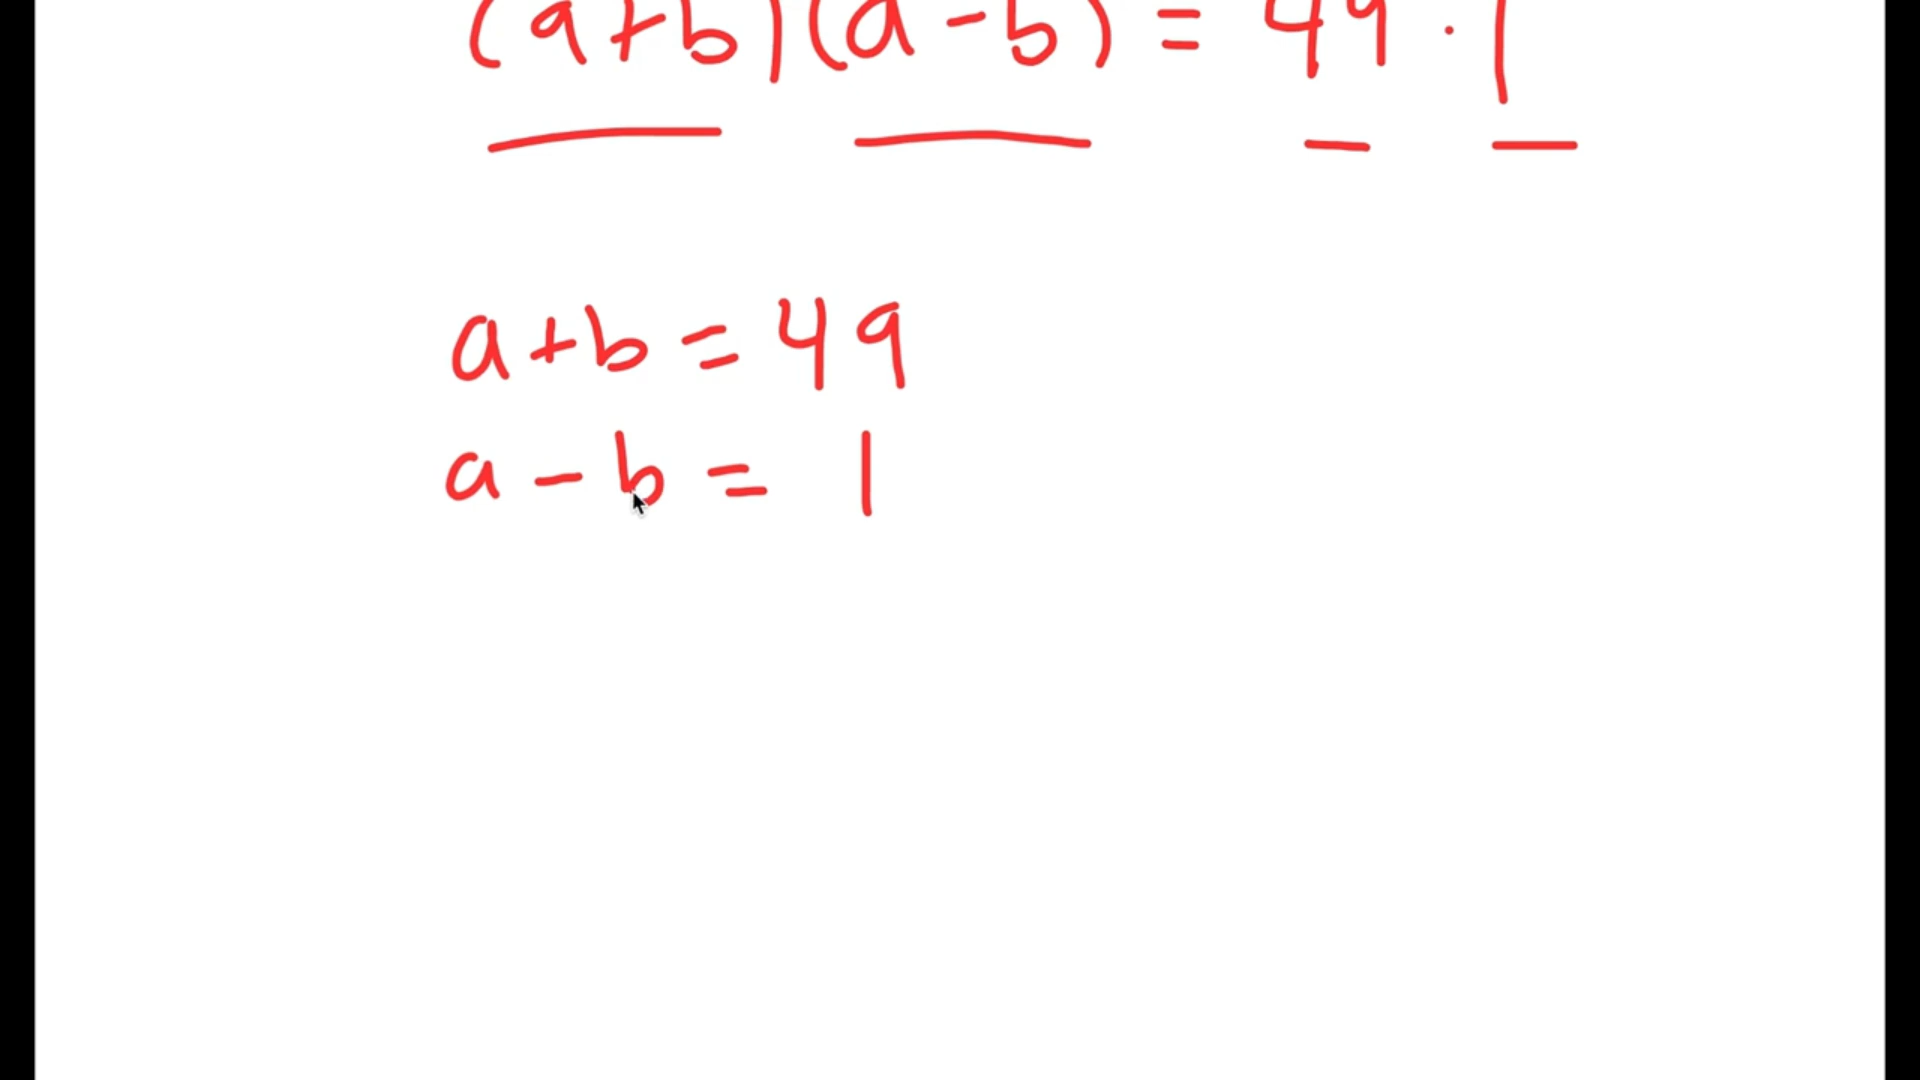 (a+b)(a-b) = 49 · 1
a+b = 49
a-b = 1